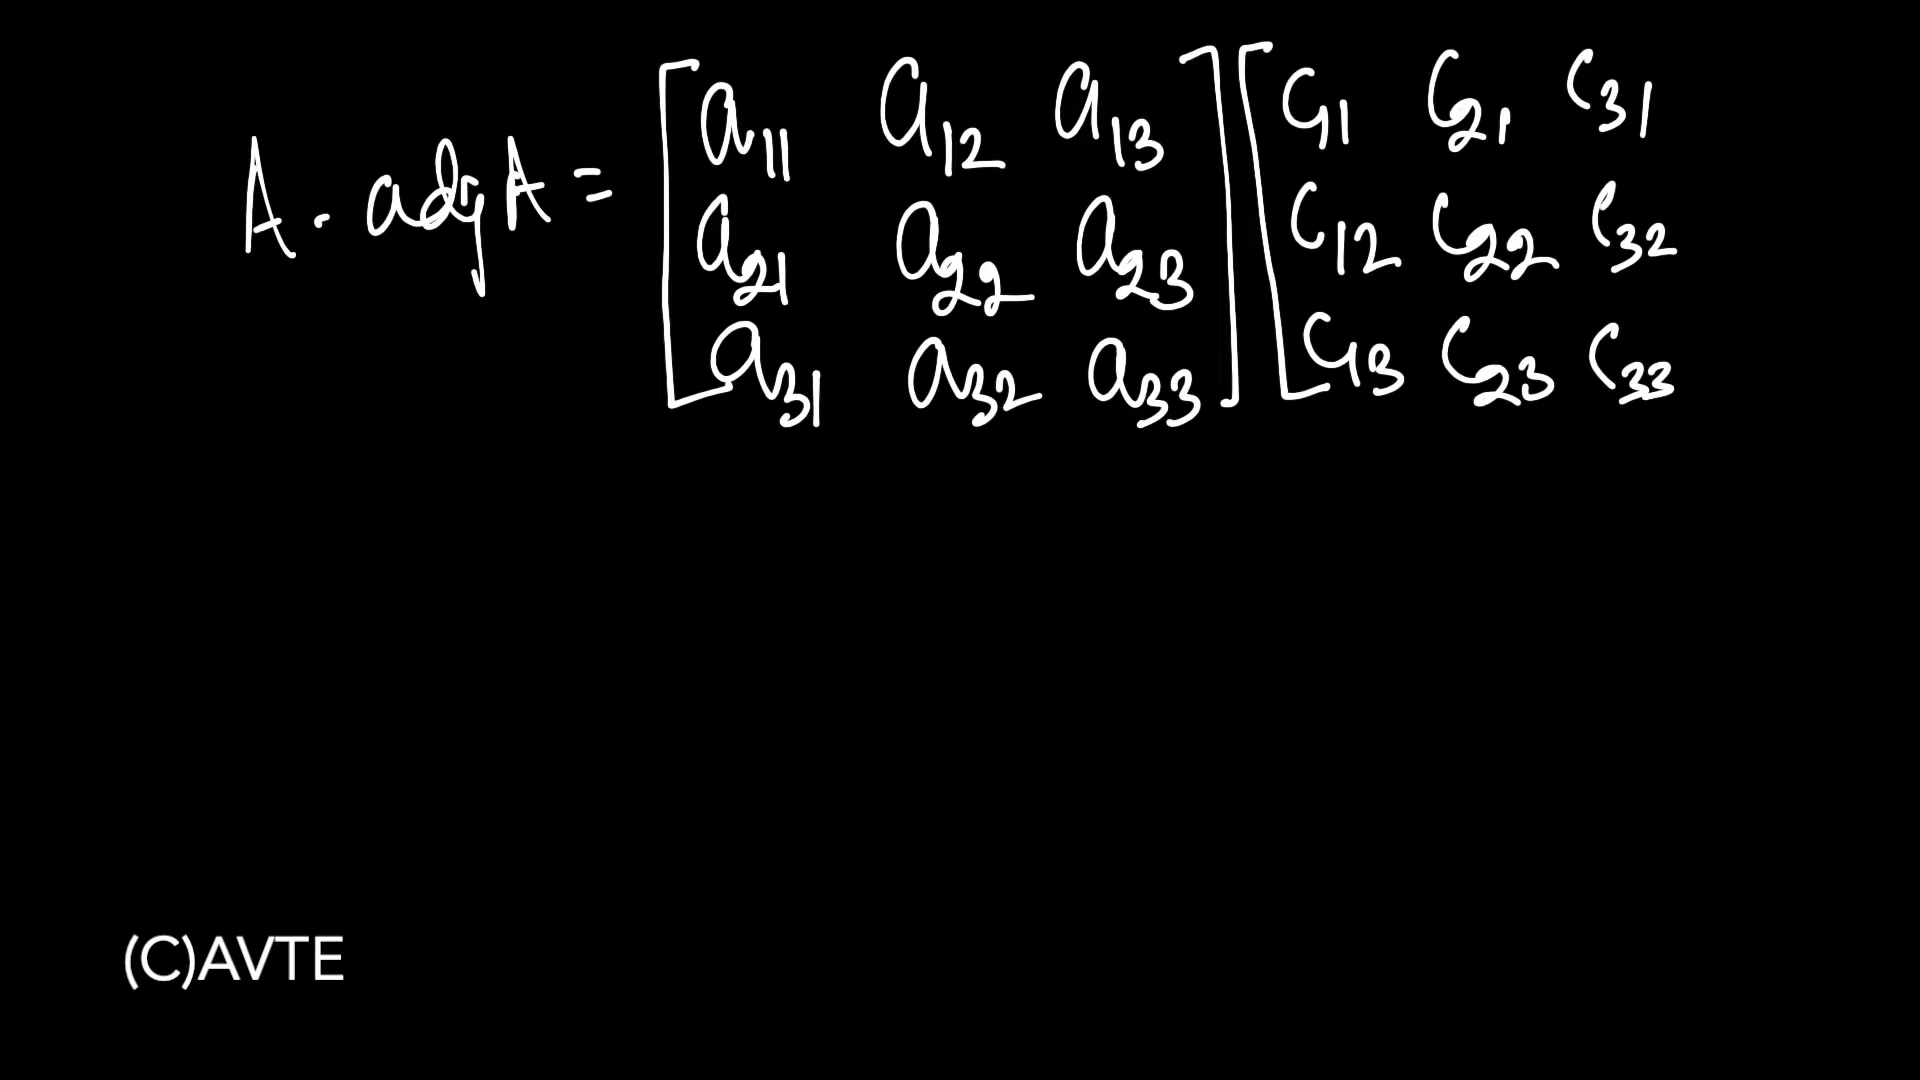 A . adj A = [ a11 a12 a13 ] [ C11 C21 C31
a21 a22 a23 C12 C22 C32
a31 a32 a33 C13 C23 C33
(C)AVTE